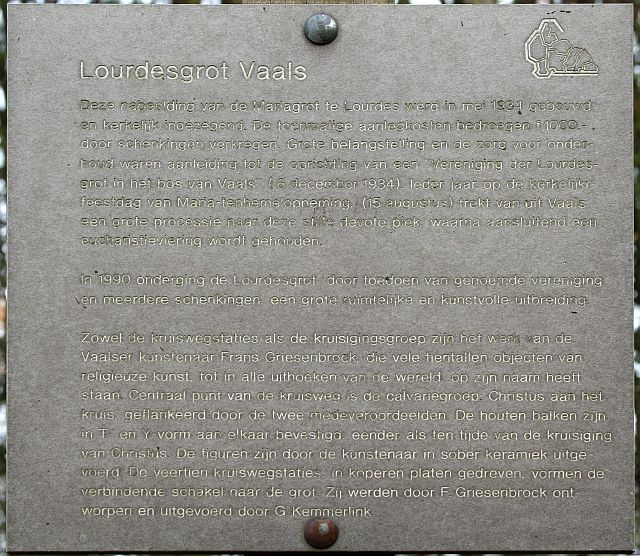 Lourdesgrot Vaals
Deze nabeelding van de Mariagrot te Lourdes werd in mei 1934 gebouwd
en kerkelijk ingezegend. De toenmalige aanlegkosten bedroegen f 1000,-
door schenkingen verkregen. Grote belangstelling en de zorg voor onder-
houd waren aanleiding tot de oprichting van een "Vereniging der Lourdes-
grot in het bos van Vaals" (6 december 1934). Ieder jaar, op de kerkelijke
feestdag van Maria-tenhemelopneming, (15 augustus) trekt van uit Vaals
een grote processie naar deze stille devote plek, waarna aansluitend een
eucharistieviering wordt gehouden.
In 1990 onderging de Lourdesgrot, door toedoen van genoemde vereniging
en meerdere schenkingen, een grote ruimtelijke en kunstvolle uitbreiding.
Zowel de kruiswegstaties als de kruisigingsgroep zijn het werk van de
Vaalser kunstenaar Frans Griesenbrock, die vele tientallen objecten van
religieuze kunst, tot in alle uithoeken van de wereld, op zijn naam heeft
staan. Centraal punt van de kruisweg is de calvariegroep: Christus aan het
kruis, geflankeerd door de twee medeveroordeelden. De houten balken zijn
in T- en Y-vorm aan elkaar bevestigd, eender als ten tijde van de kruisiging
van Christus. De figuren zijn door de kunstenaar in sober keramiek uitge-
voerd. De veertien kruiswegstaties, in koperen platen gedreven, vormen de
verbindende schakel naar de grot. Zij werden door F. Griesenbrock ont-
worpen en uitgevoerd door G. Kemmerlink.